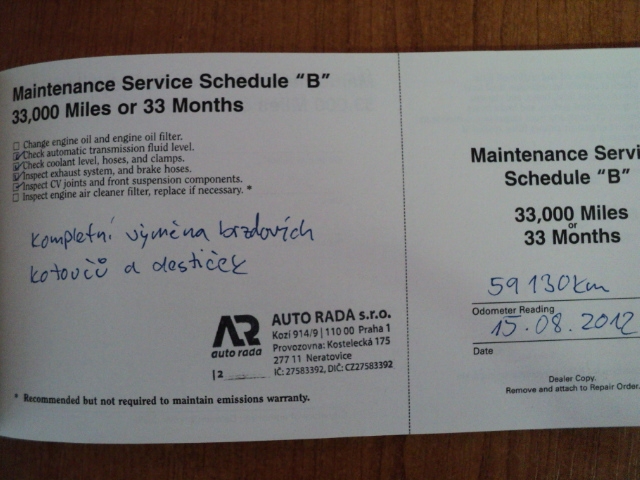 Maintenance Service Schedule "B"
33,000 Miles or 33 Months
Change engine oil and engine oil filter.
Check automatic transmission fluid level.
Check coolant level, hoses, and clamps.
Inspect exhaust system, and brake hoses.
Inspect CV joints and front suspension components.
Inspect engine air cleaner filter, replace if necessary. *
kompletní výměna brzdových
kotoučů a destiček
AR
auto rada
12
AUTO RADA s.r.o.
Kozí 914/9 | 110 00 Praha 1
Provozovna: Kostelecká 175
277 11 Neratovice
IČ: 27583392, DIČ: CZ27583392
* Recommended but not required to maintain emissions warranty.
Maintenance Servi
Schedule "B"
33,000 Miles
or
33 Months
59 130km
Odometer Reading
15.08.2012
Date
Dealer Copy.
Remove and attach to Repair Order.